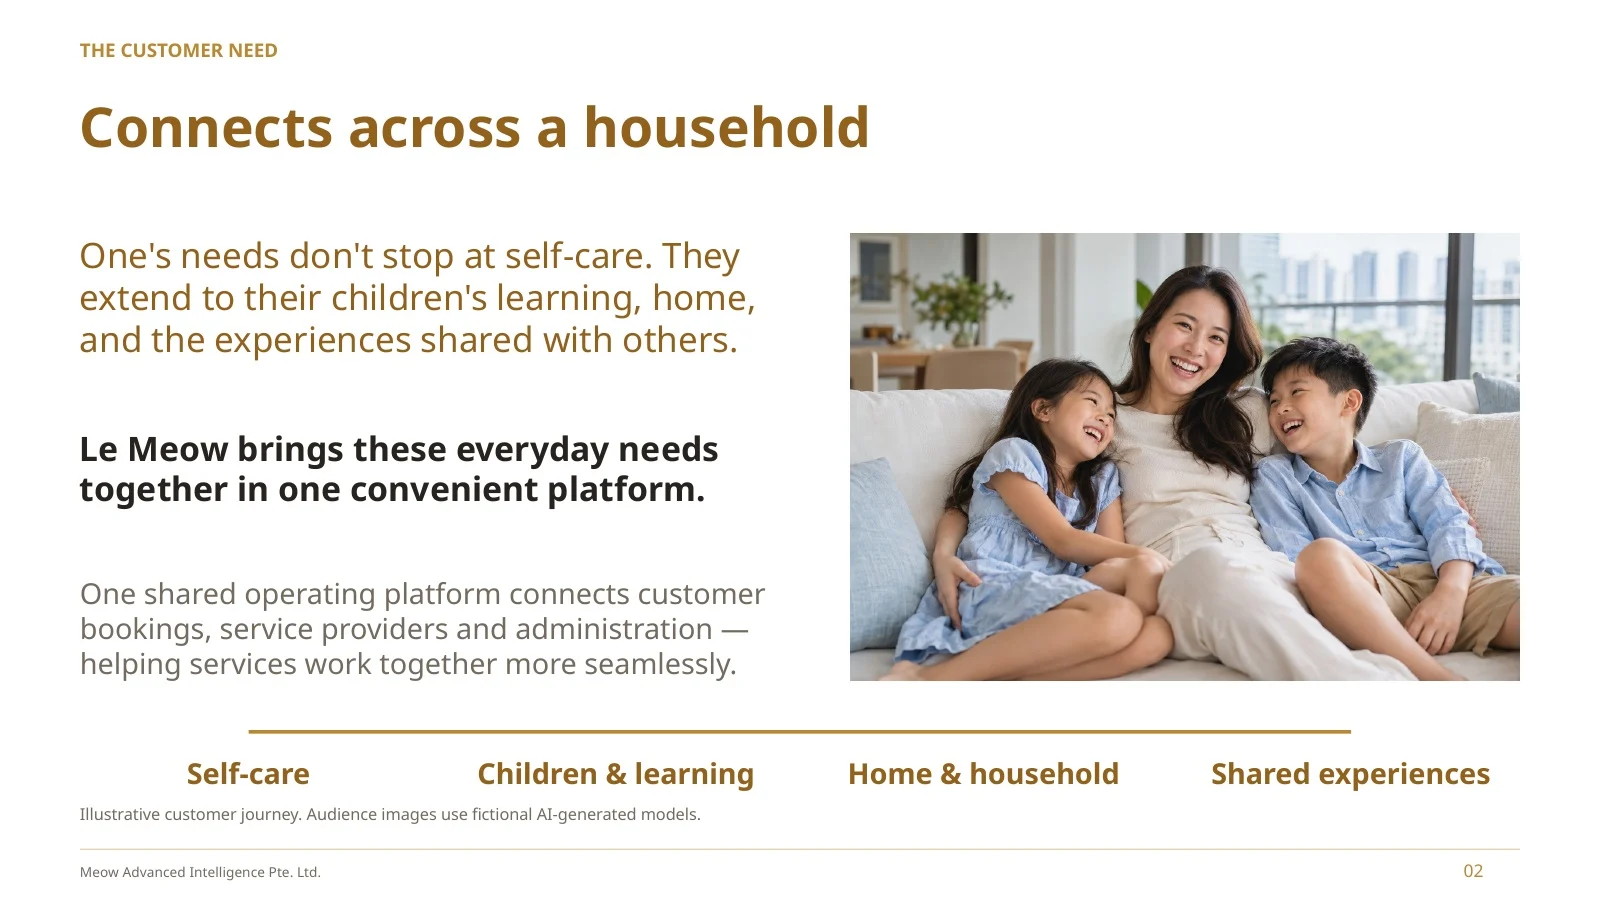 THE CUSTOMER NEED
Connects across a household
One's needs don't stop at self-care. They
extend to their children's learning, home,
and the experiences shared with others.
Le Meow brings these everyday needs
together in one convenient platform.
One shared operating platform connects customer
bookings, service providers and administration —
helping services work together more seamlessly.
Self-care
Children & learning
Home & household
Shared experiences
Illustrative customer journey. Audience images use fictional AI-generated models.
Meow Advanced Intelligence Pte. Ltd.
02